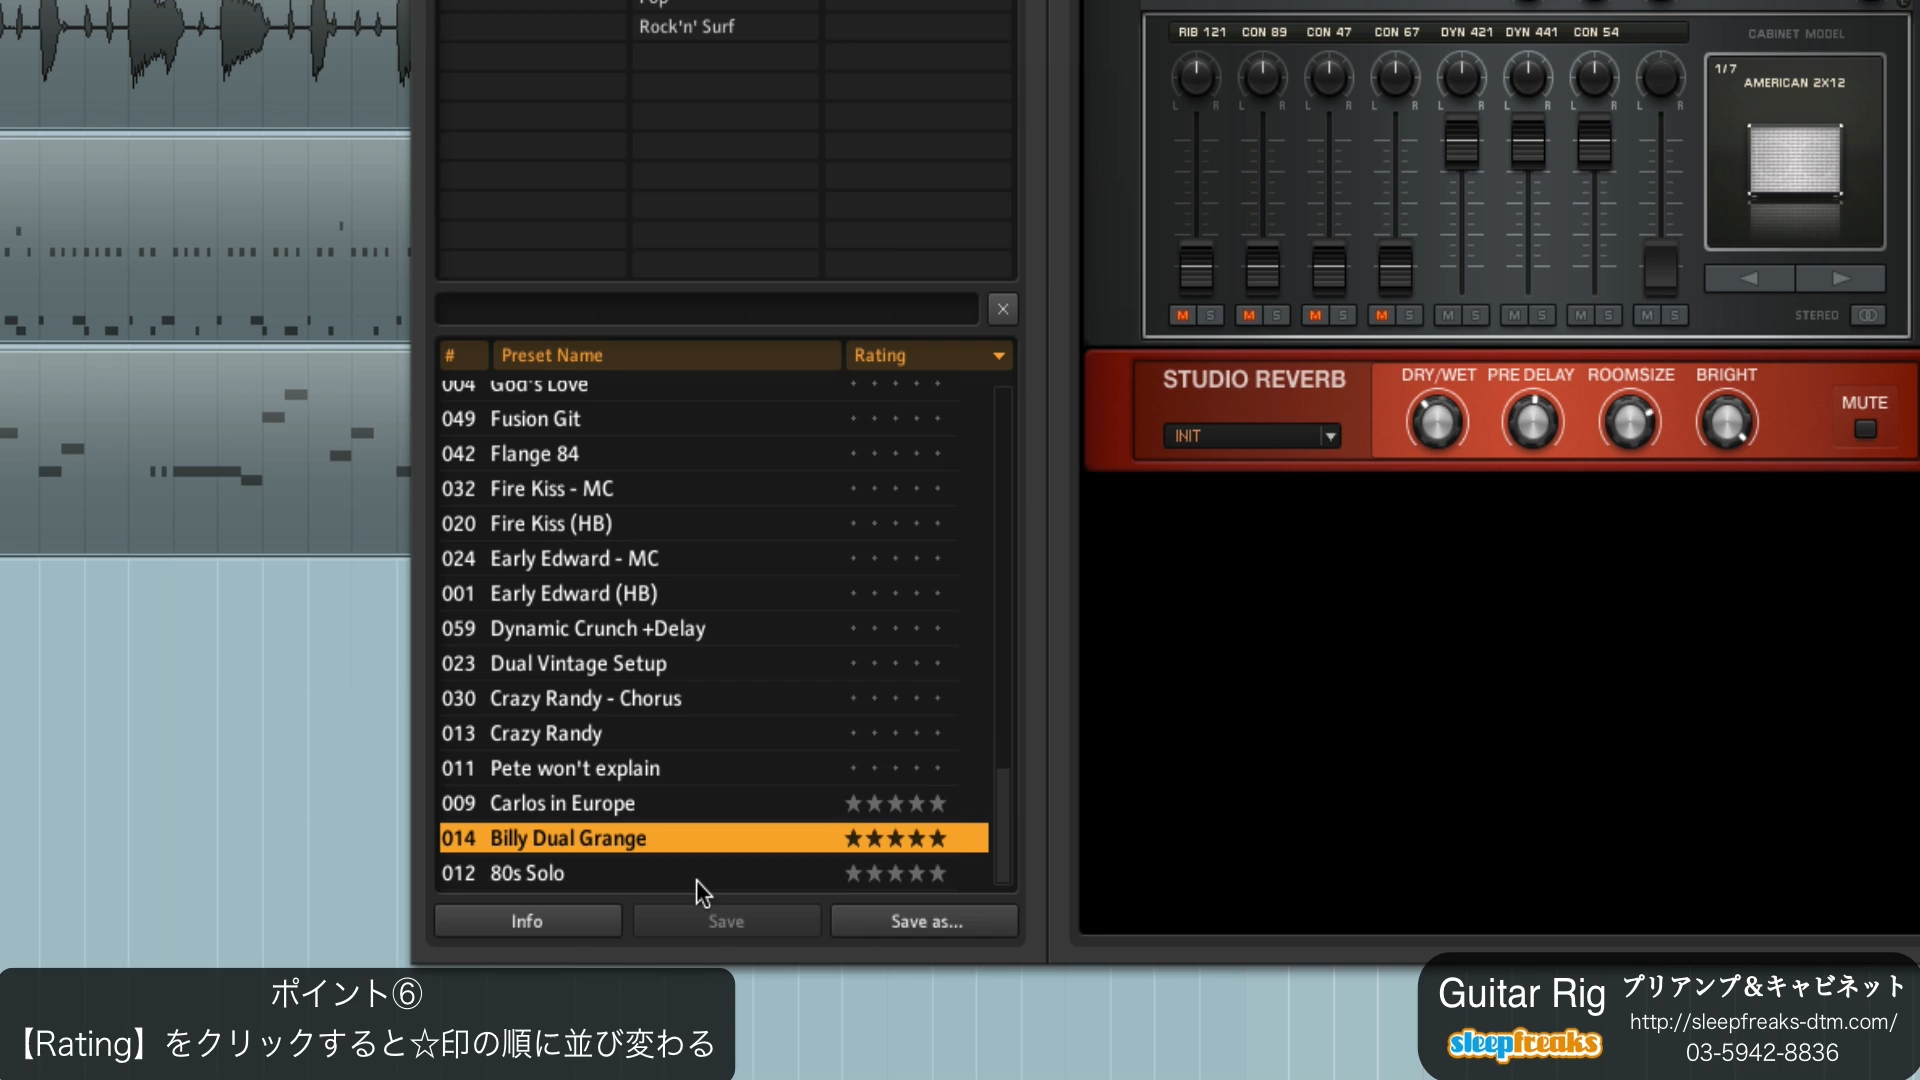 Rock'n' Surf
# Preset Name Rating
004 God's Love
049 Fusion Git
042 Flange 84
032 Fire Kiss - MC
020 Fire Kiss (HB)
024 Early Edward - MC
001 Early Edward (HB)
059 Dynamic Crunch +Delay
023 Dual Vintage Setup
030 Crazy Randy - Chorus
013 Crazy Randy
011 Pete won't explain
009 Carlos in Europe ★★★★★
014 Billy Dual Grange ★★★★★
012 80s Solo ★★★★★
Info Save Save as...
RIB 121 CON 89 CON 47 CON 67 DYN 421 DYN 441 CON 54
L R L R L R L R L R L R L R L R
M S M S M S M S M S M S M S M S
CABINET MODEL
1/7
AMERICAN 2X12
STEREO
STUDIO REVERB
INIT
DRY/WET PRE DELAY ROOMSIZE BRIGHT
MUTE
ポイント⑥
【Rating】をクリックすると☆印の順に並び変わる
Guitar Rig プリアンプ&キャビネット
sleepfreaks
http://sleepfreaks-dtm.com/
03-5942-8836